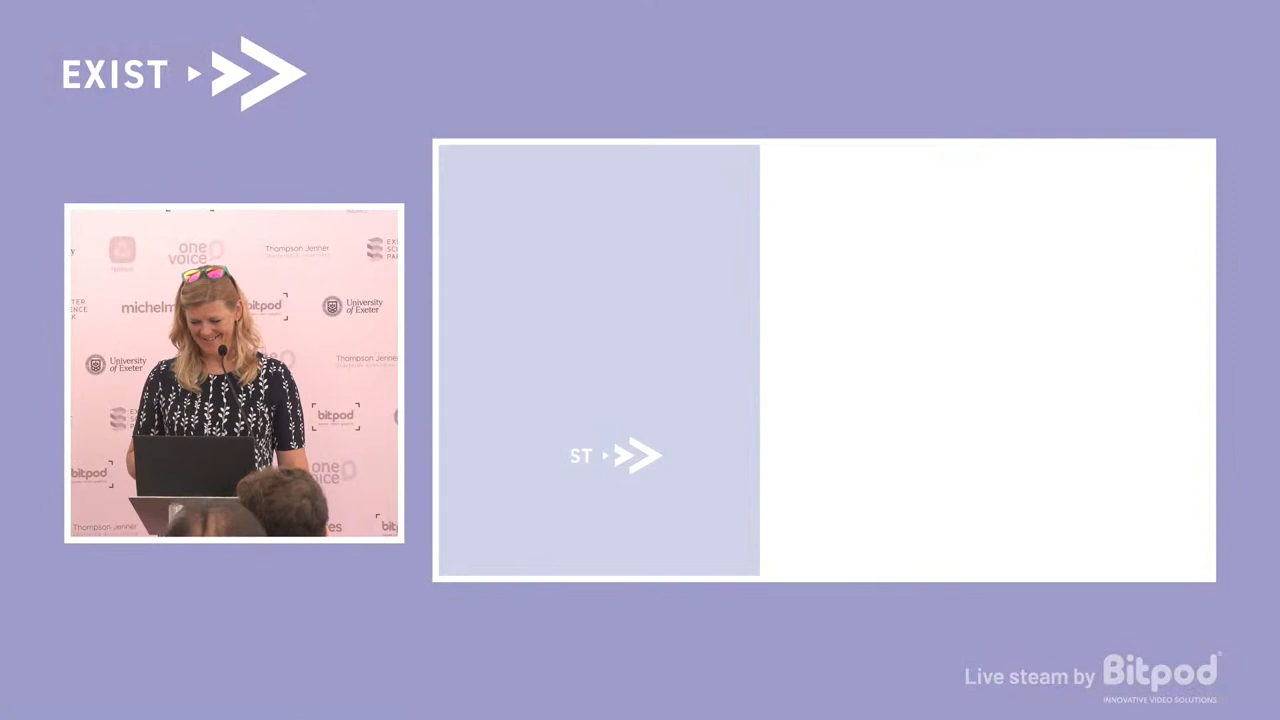 EXIST
one
voice
Thompson Jenner
michelm
bitpod
University
of Exeter
University
of Exeter
Thompson Jenner
bitpod
bitpod
one
Thompson Jenner
ST
Live steam by Bitpod
INNOVATIVE VIDEO SOLUTIONS